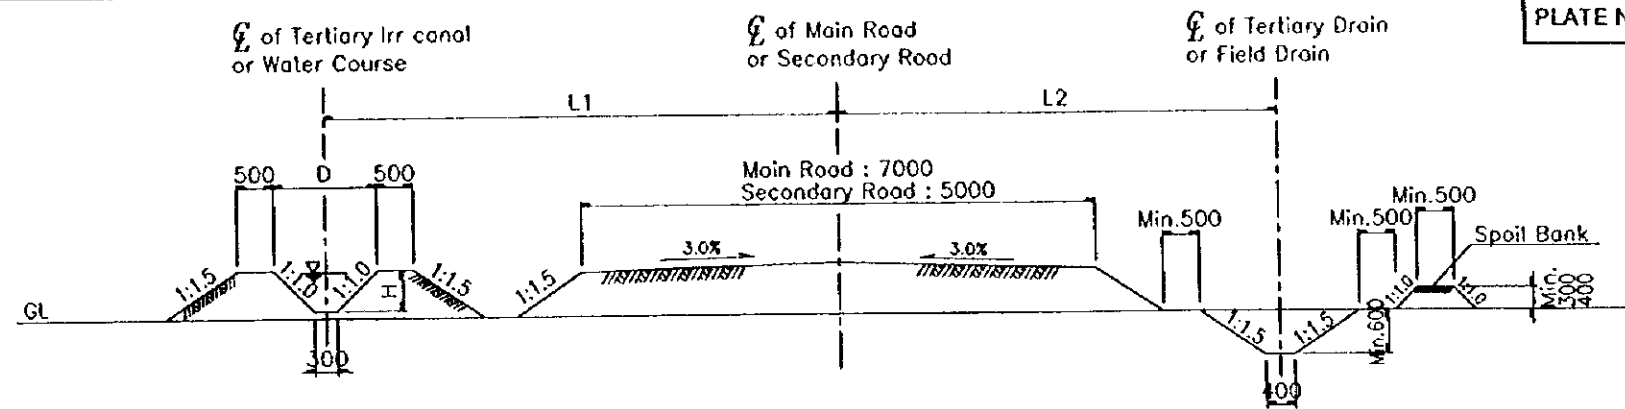 PLATE N
℄ of Tertiary Irr canal
or Water Course
℄ of Main Road
or Secondary Road
℄ of Tertiary Drain
or Field Drain
L1
L2
500
D
500
Main Road : 7000
Secondary Road : 5000
Min.500
Min.500
Min.500
Spoil Bank
3.0%
3.0%
1:1.5
1:1.0
1:1.0
1:1.5
H
1:1.5
1:1.0
1:1.0
Min.
300
400
GL
1:1.5
1:1.5
Min.600
300
400